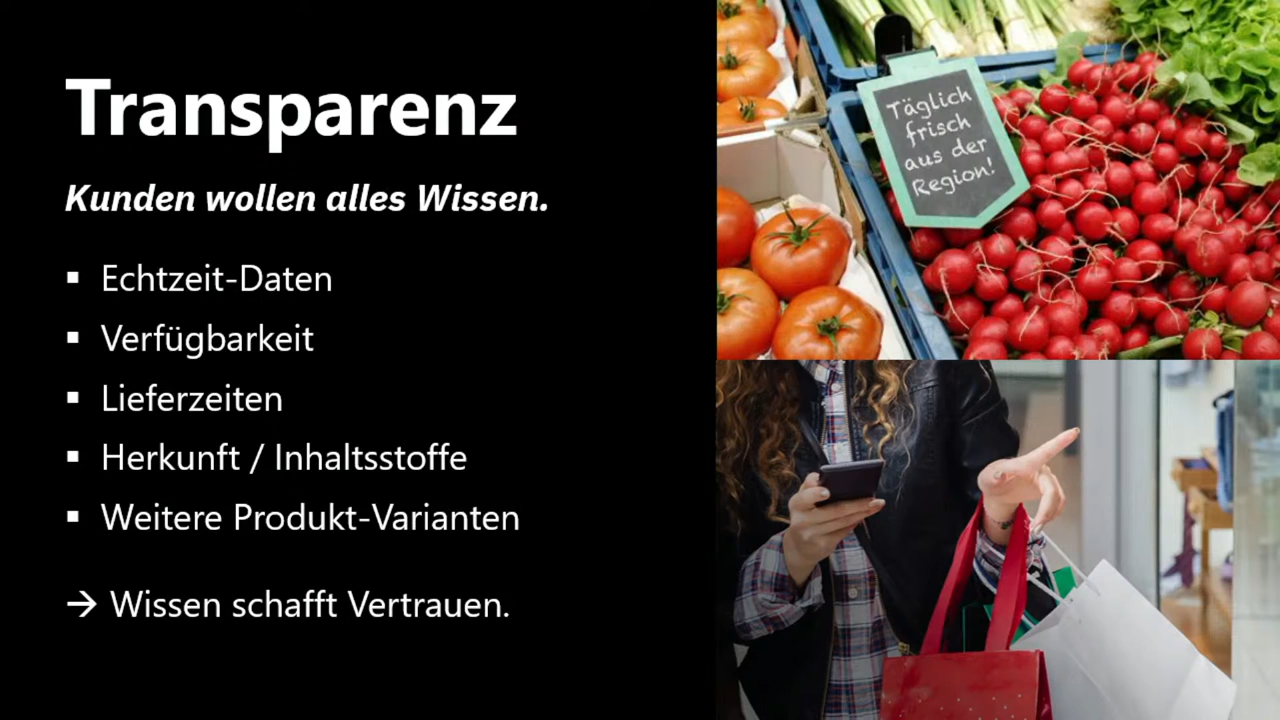 Transparenz
Kunden wollen alles Wissen.
▪ Echtzeit-Daten
▪ Verfügbarkeit
▪ Lieferzeiten
▪ Herkunft / Inhaltsstoffe
▪ Weitere Produkt-Varianten
→ Wissen schafft Vertrauen.
Täglich
frisch
aus der
Region!